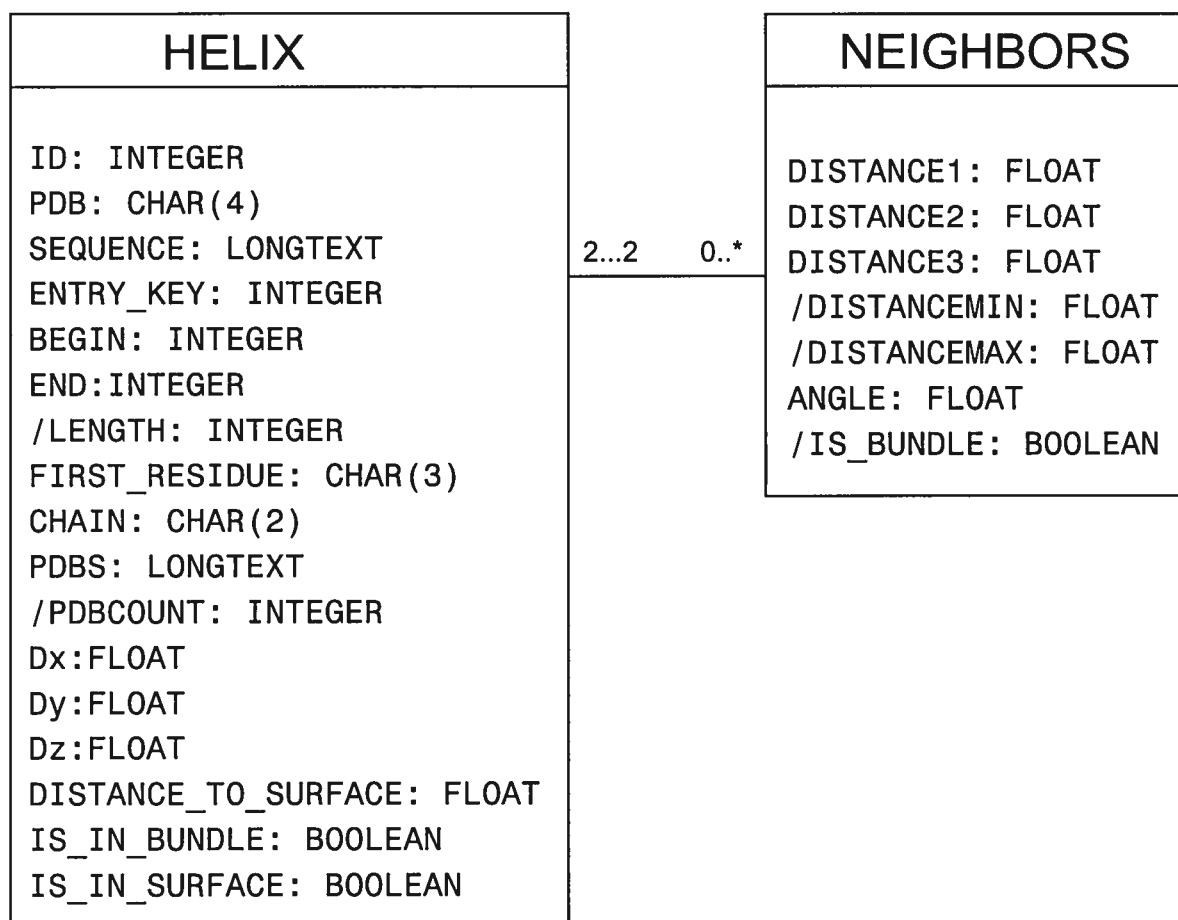 HELIX
ID: INTEGER
PDB: CHAR(4)
SEQUENCE: LONGTEXT
ENTRY_KEY: INTEGER
BEGIN: INTEGER
END:INTEGER
/LENGTH: INTEGER
FIRST_RESIDUE: CHAR(3)
CHAIN: CHAR(2)
PDBS: LONGTEXT
/PDBCOUNT: INTEGER
Dx:FLOAT
Dy:FLOAT
Dz:FLOAT
DISTANCE_TO_SURFACE: FLOAT
IS_IN_BUNDLE: BOOLEAN
IS_IN_SURFACE: BOOLEAN
2...2 0..*
NEIGHBORS
DISTANCE1: FLOAT
DISTANCE2: FLOAT
DISTANCE3: FLOAT
/DISTANCEMIN: FLOAT
/DISTANCEMAX: FLOAT
ANGLE: FLOAT
/IS_BUNDLE: BOOLEAN